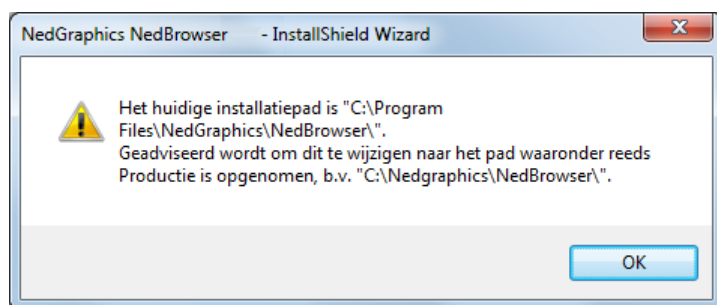 NedGraphics NedBrowser - InstallShield Wizard
Het huidige installatiepad is "C:\Program
Files\NedGraphics\NedBrowser\".
Geadviseerd wordt om dit te wijzigen naar het pad waaronder reeds
Productie is opgenomen, b.v. "C:\Nedgraphics\NedBrowser\".
OK